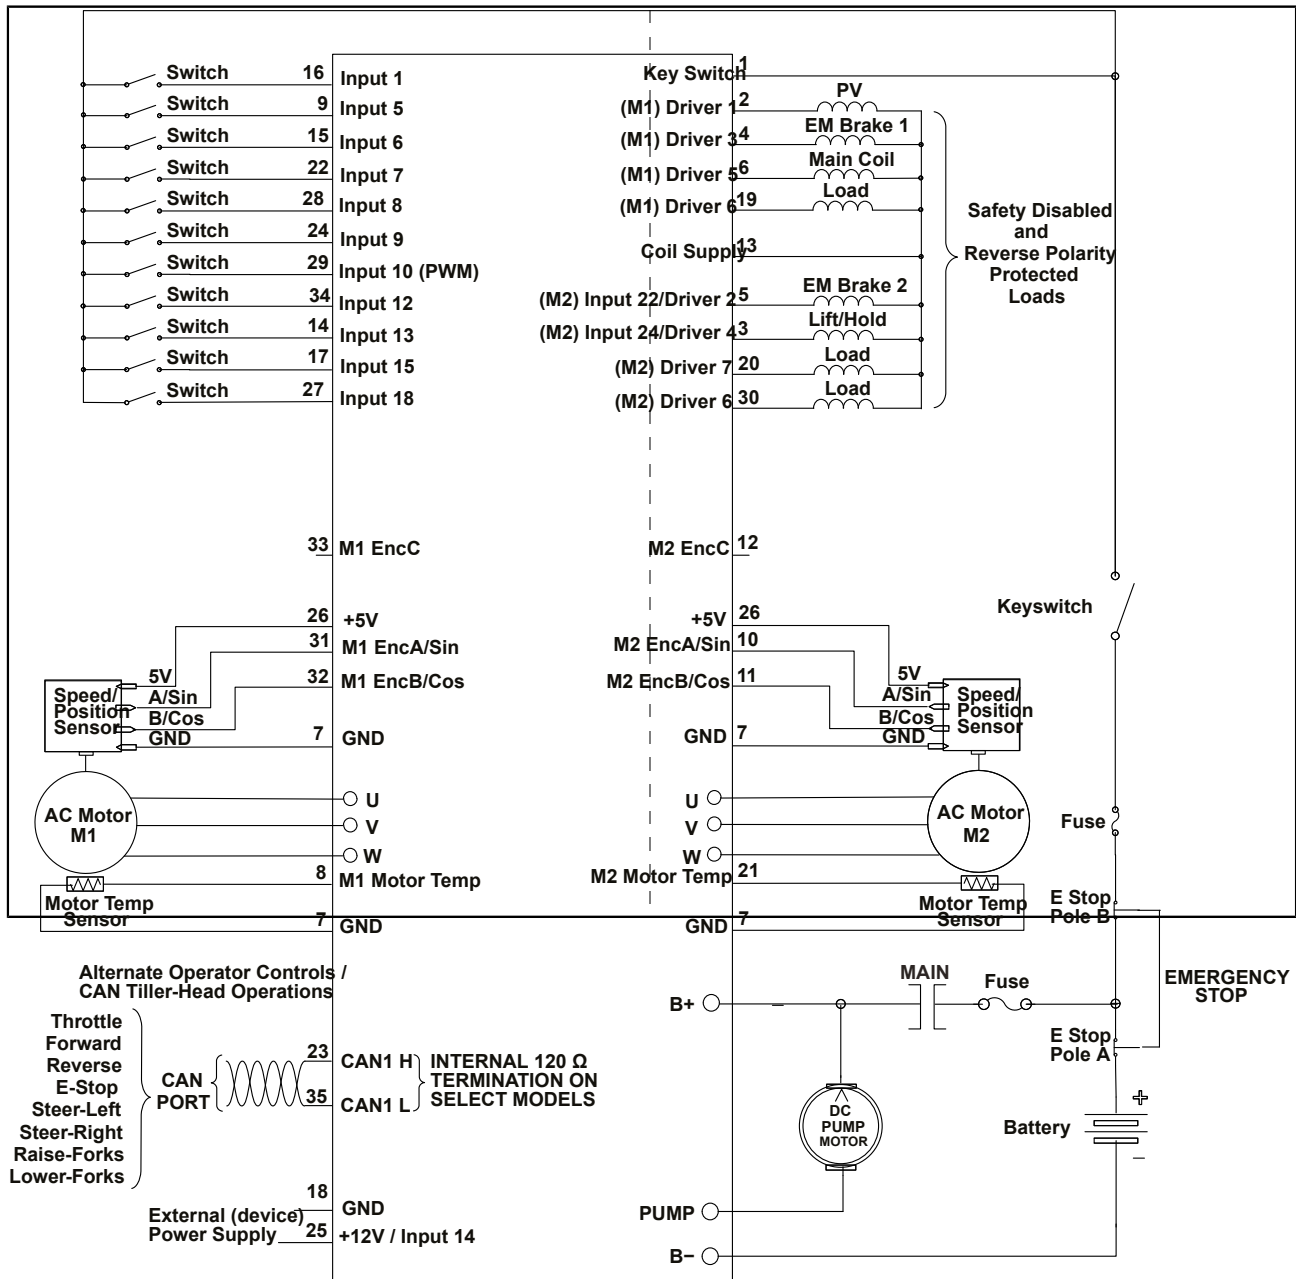 Switch 16 Input 1
Switch 9 Input 5
Switch 15 Input 6
Switch 22 Input 7
Switch 28 Input 8
Switch 24 Input 9
Switch 29 Input 10 (PWM)
Switch 34 Input 12
Switch 14 Input 13
Switch 17 Input 15
Switch 27 Input 18
Key Switch 1
(M1) Driver 1 2 PV
(M1) Driver 3 4 EM Brake 1
(M1) Driver 5 6 Main Coil
(M1) Driver 6 19 Load
Coil Supply 13
(M2) Input 22/Driver 2 5 EM Brake 2
(M2) Input 24/Driver 4 3 Lift/Hold
(M2) Driver 7 20 Load
(M2) Driver 6 30 Load
Safety Disabled
and
Reverse Polarity
Protected
Loads
33 M1 EncC
M2 EncC 12
26 +5V
31 M1 EncA/Sin
32 M1 EncB/Cos
7 GND
5V
A/Sin
B/Cos
GND
Speed/
Position
Sensor
AC Motor
M1
U
V
W
8 M1 Motor Temp
Motor Temp
Sensor
7 GND
+5V 26
M2 EncA/Sin 10
M2 EncB/Cos 11
GND 7
5V
A/Sin
B/Cos
GND
Speed/
Position
Sensor
AC Motor
M2
U
V
W
M2 Motor Temp 21
Motor Temp
Sensor
GND 7
Keyswitch
Fuse
E Stop
Pole B
EMERGENCY
STOP
E Stop
Pole A
Alternate Operator Controls /
CAN Tiller-Head Operations
Throttle
Forward
Reverse
E-Stop
Steer-Left
Steer-Right
Raise-Forks
Lower-Forks
CAN
PORT
23 CAN1 H
35 CAN1 L
INTERNAL 120 Ω
TERMINATION ON
SELECT MODELS
18 GND
External (device)
Power Supply 25 +12V / Input 14
B+
MAIN
Fuse
DC
PUMP
MOTOR
Battery
+
−
PUMP
B−